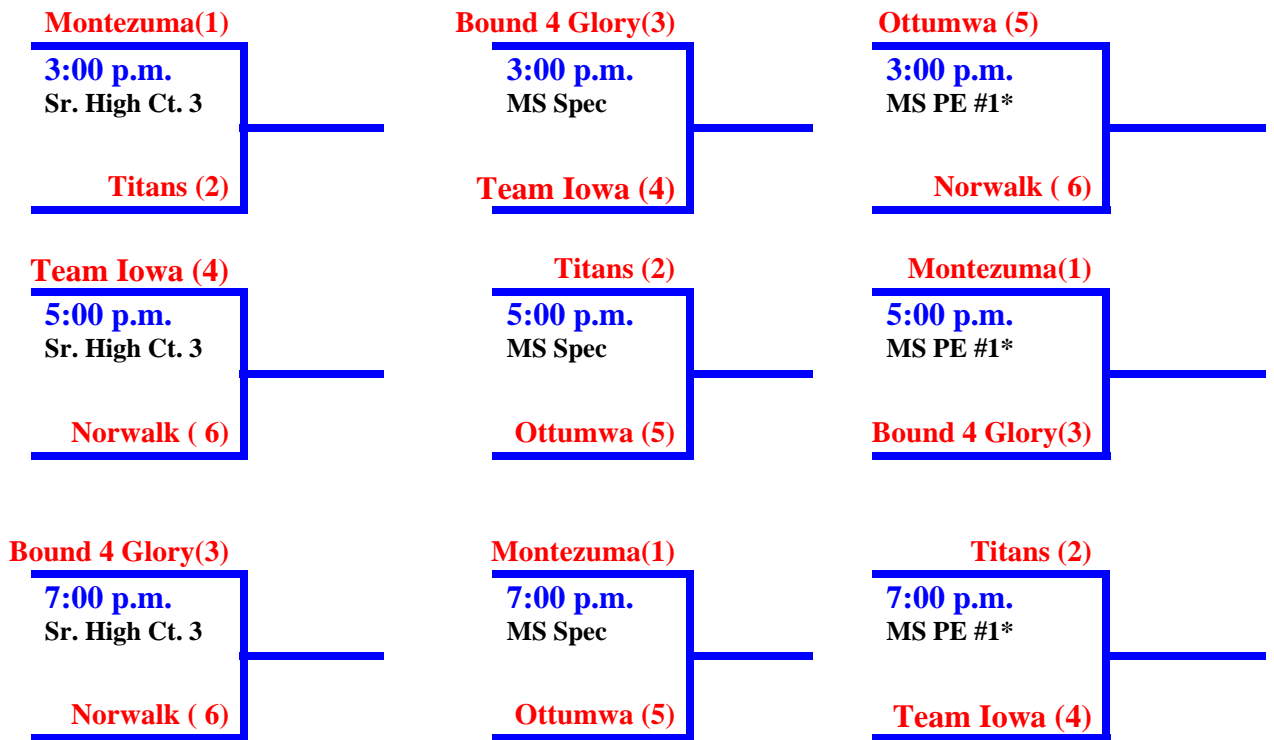 Montezuma(1)
3:00 p.m.
Sr. High Ct. 3
Titans (2)
Bound 4 Glory(3)
3:00 p.m.
MS Spec
Team Iowa (4)
Ottumwa (5)
3:00 p.m.
MS PE #1*
Norwalk ( 6)
Team Iowa (4)
5:00 p.m.
Sr. High Ct. 3
Norwalk ( 6)
Titans (2)
5:00 p.m.
MS Spec
Ottumwa (5)
Montezuma(1)
5:00 p.m.
MS PE #1*
Bound 4 Glory(3)
Bound 4 Glory(3)
7:00 p.m.
Sr. High Ct. 3
Norwalk ( 6)
Montezuma(1)
7:00 p.m.
MS Spec
Ottumwa (5)
Titans (2)
7:00 p.m.
MS PE #1*
Team Iowa (4)